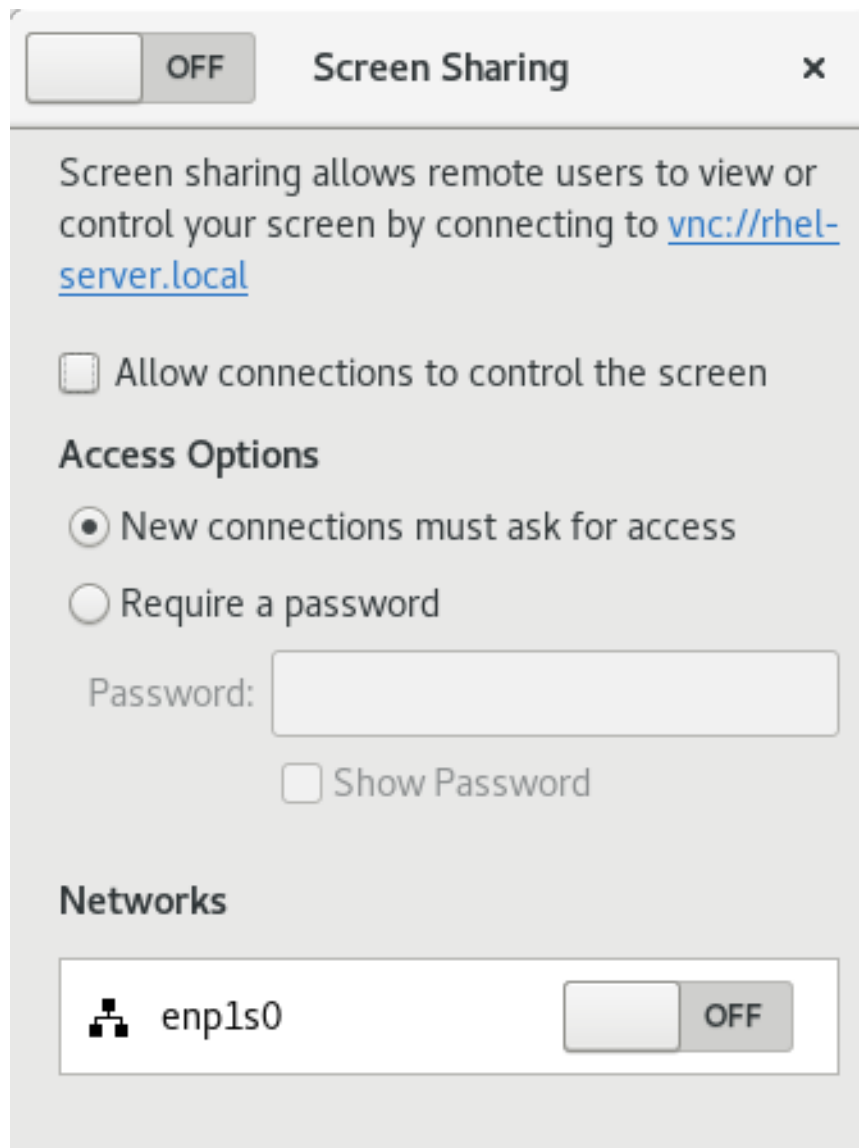 OFF Screen Sharing ×
Screen sharing allows remote users to view or
control your screen by connecting to vnc://rhel-
server.local
Allow connections to control the screen
Access Options
New connections must ask for access
Require a password
Password:
Show Password
Networks
enp1s0 OFF